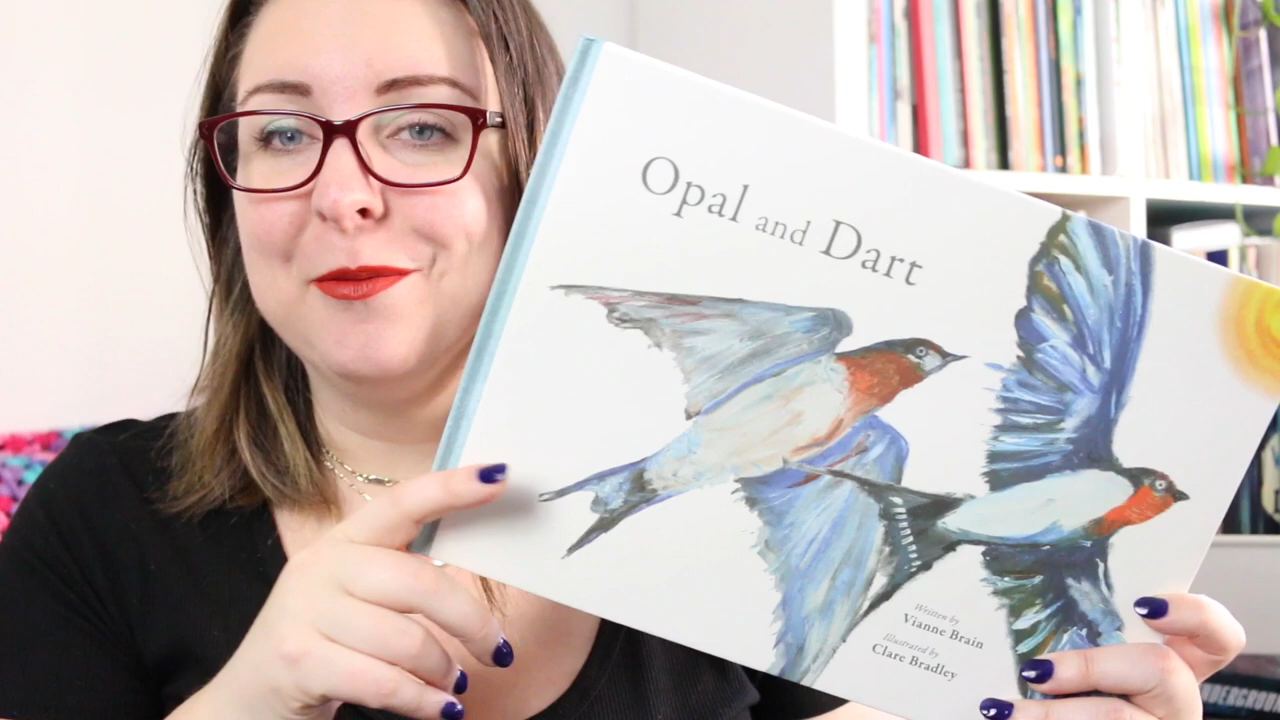 Opal and Dart
Written by
Vianne Brain
Illustrated by
Clare Bradley